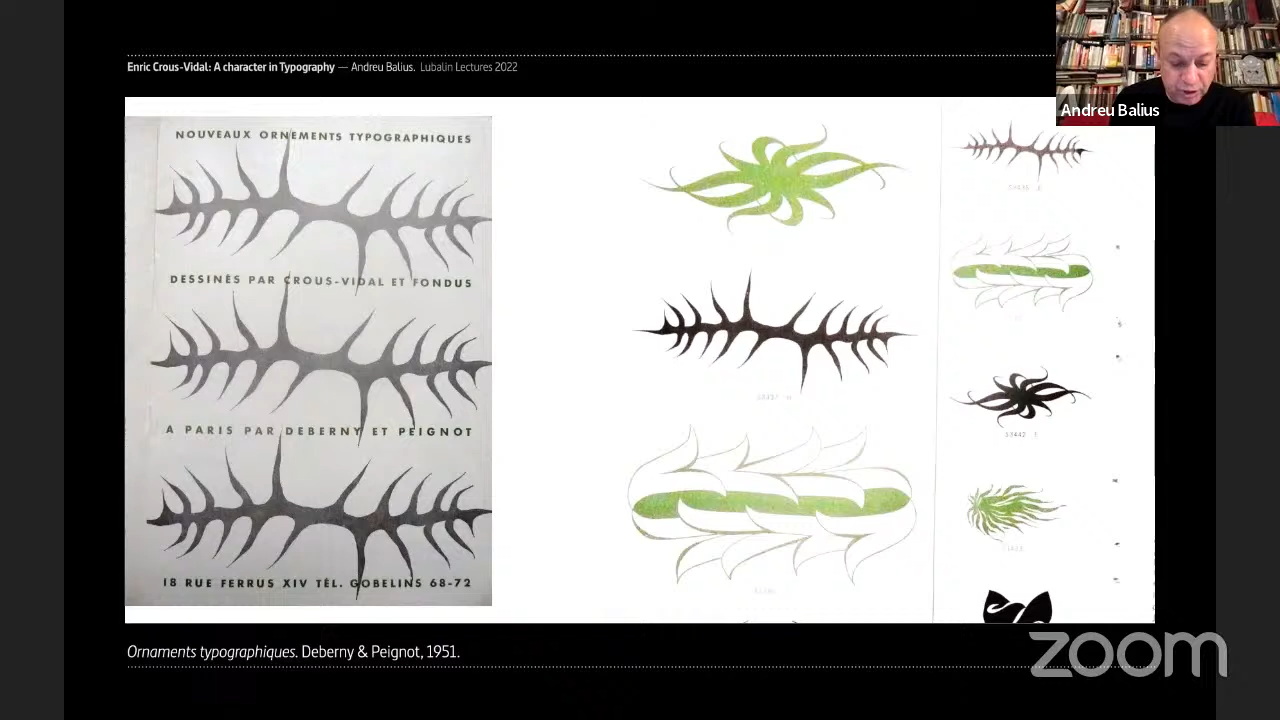 Enric Crous-Vidal: A character in Typography — Andreu Balius. Lubalin Lectures 2022
Andreu Balius
NOUVEAUX ORNEMENTS TYPOGRAPHIQUES
DESSINÉS PAR CROUS-VIDAL ET FONDUS
A PARIS PAR DEBERNY ET PEIGNOT
18 RUE FERRUS XIV TÉL. GOBELINS 68-72
Ornaments typographiques. Deberny & Peignot, 1951.
zoom